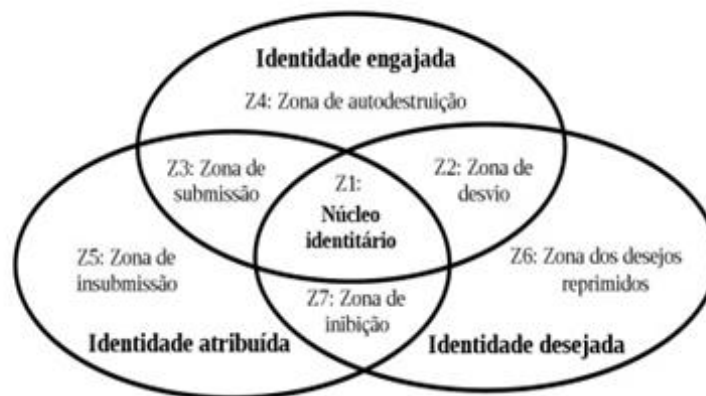 Identidade engajada
Z4: Zona de autodestruição
Z3: Zona de
submissão
Z1:
Núcleo
identitário
Z2: Zona de
desvio
Z5: Zona de
insubmissão
Z6: Zona dos desejos
reprimidos
Z7: Zona de
inibição
Identidade atribuída
Identidade desejada